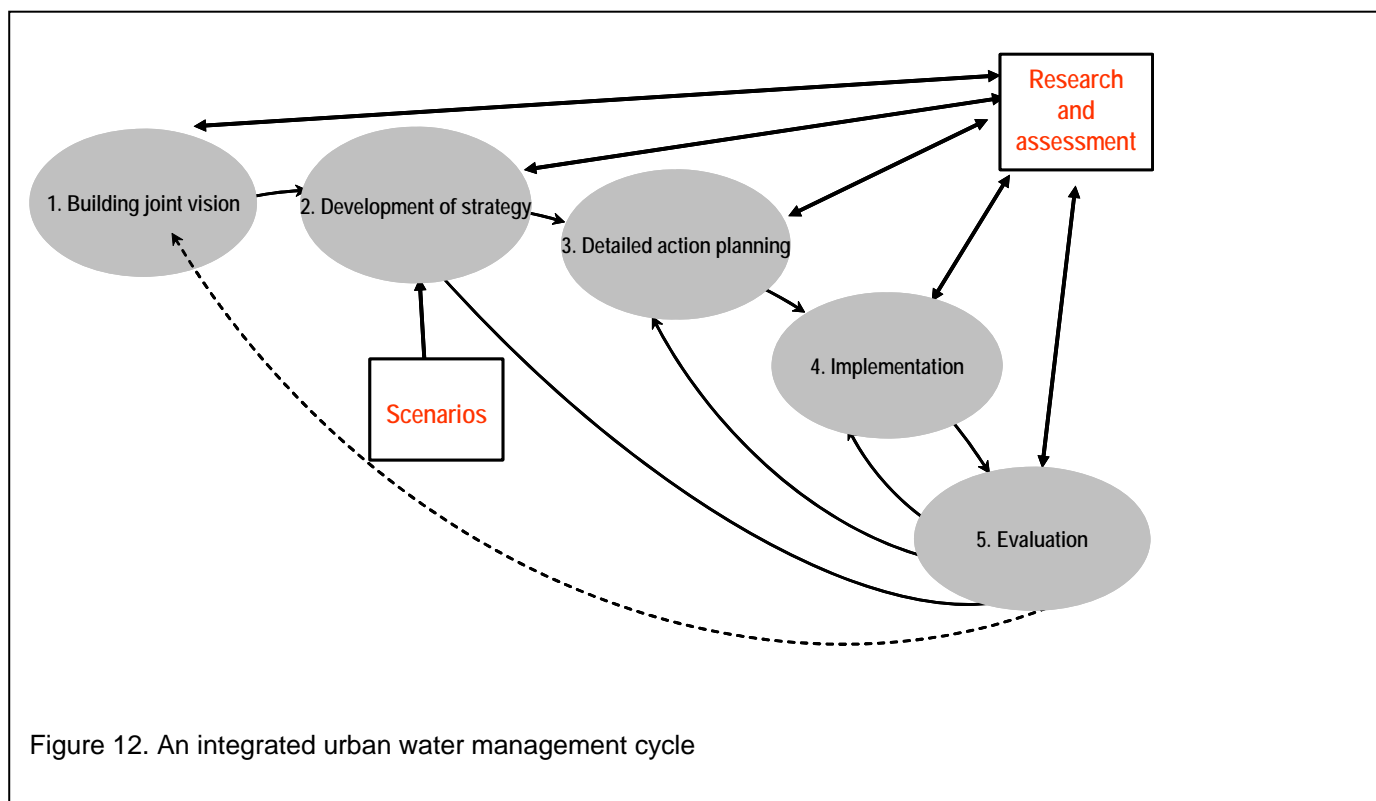 Research
and
assessment
1. Building joint vision
2. Development of strategy
3. Detailed action planning
4. Implementation
Scenarios
5. Evaluation
Figure 12. An integrated urban water management cycle